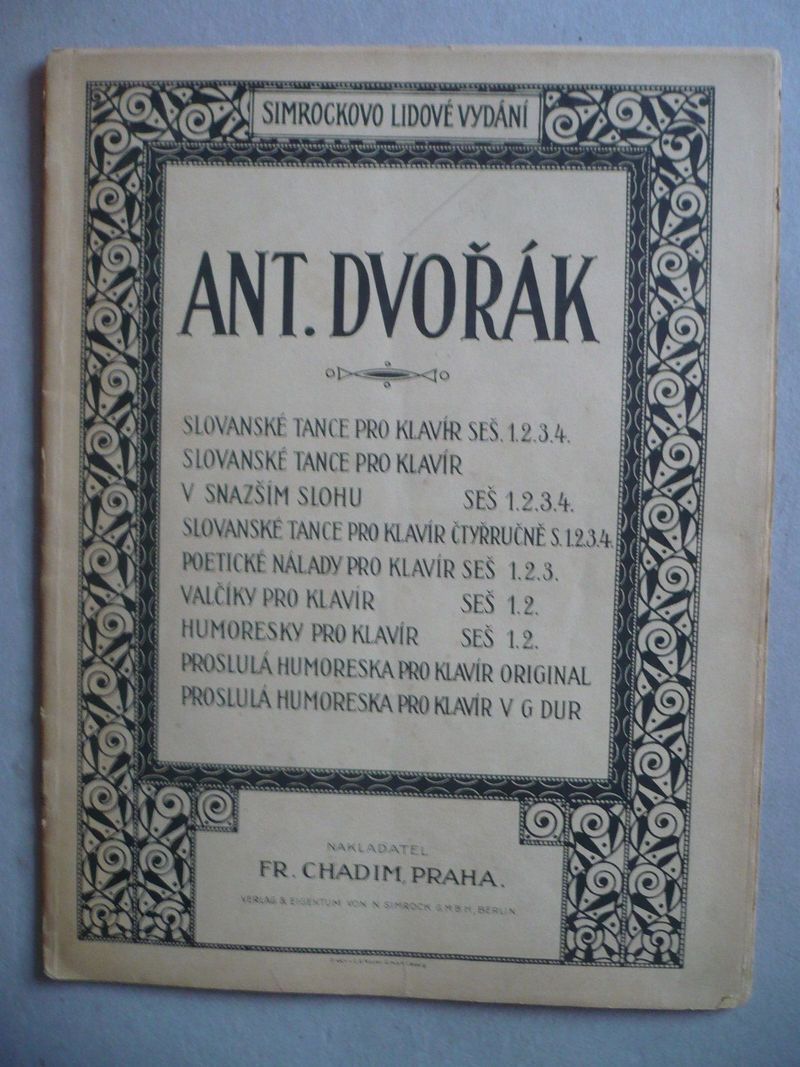 SIMROCKOVO LIDOVÉ VYDÁNÍ
ANT. DVOŘÁK
SLOVANSKÉ TANCE PRO KLAVÍR SEŠ. 1.2.3.4.
SLOVANSKÉ TANCE PRO KLAVÍR
V SNAZŠÍM SLOHU SEŠ 1.2.3.4.
SLOVANSKÉ TANCE PRO KLAVÍR ČTYŘRUČNĚ S. 1.2.3.4.
POETICKÉ NÁLADY PRO KLAVÍR SEŠ 1.2.3.
VALČÍKY PRO KLAVÍR SEŠ 1.2.
HUMORESKY PRO KLAVÍR SEŠ 1.2.
PROSLULÁ HUMORESKA PRO KLAVÍR ORIGINAL
PROSLULÁ HUMORESKA PRO KLAVÍR V G DUR
NAKLADATEL
FR. CHADIM, PRAHA.
VERLAG & EIGENTUM VON N. SIMROCK G.M.B.H., BERLIN